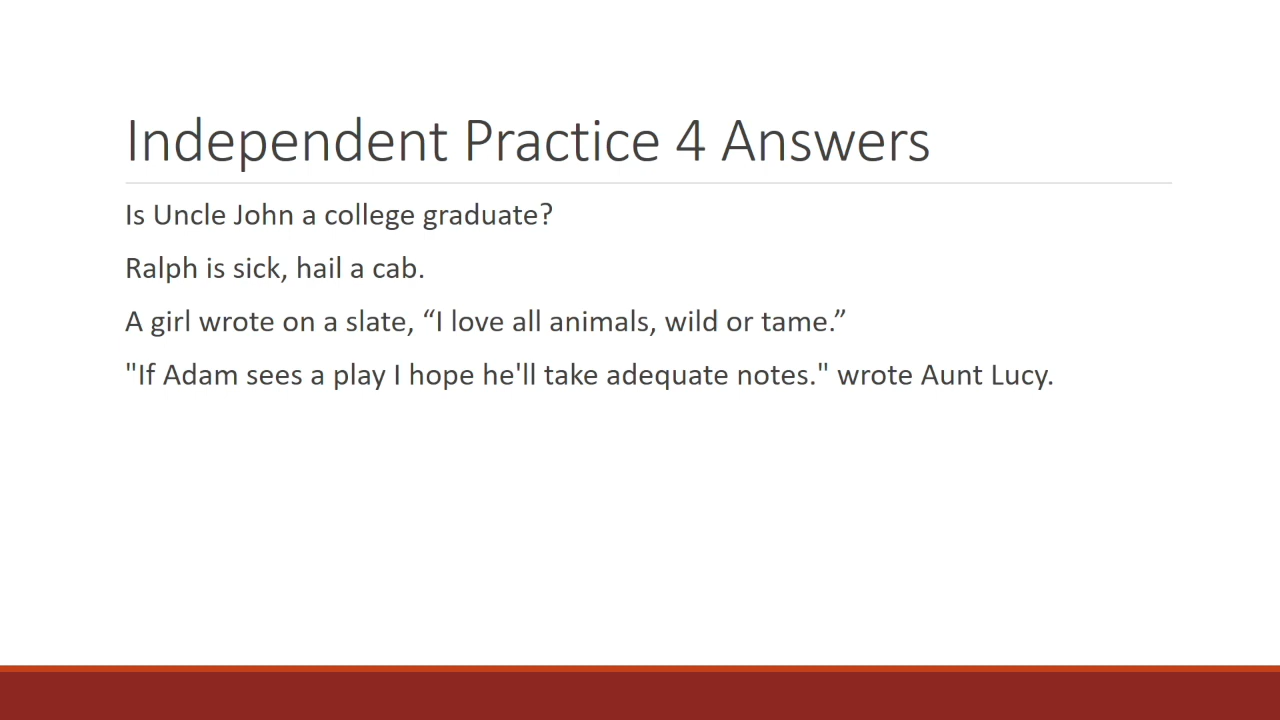 Independent Practice 4 Answers
Is Uncle John a college graduate?
Ralph is sick, hail a cab.
A girl wrote on a slate, “I love all animals, wild or tame.”
"If Adam sees a play I hope he'll take adequate notes." wrote Aunt Lucy.